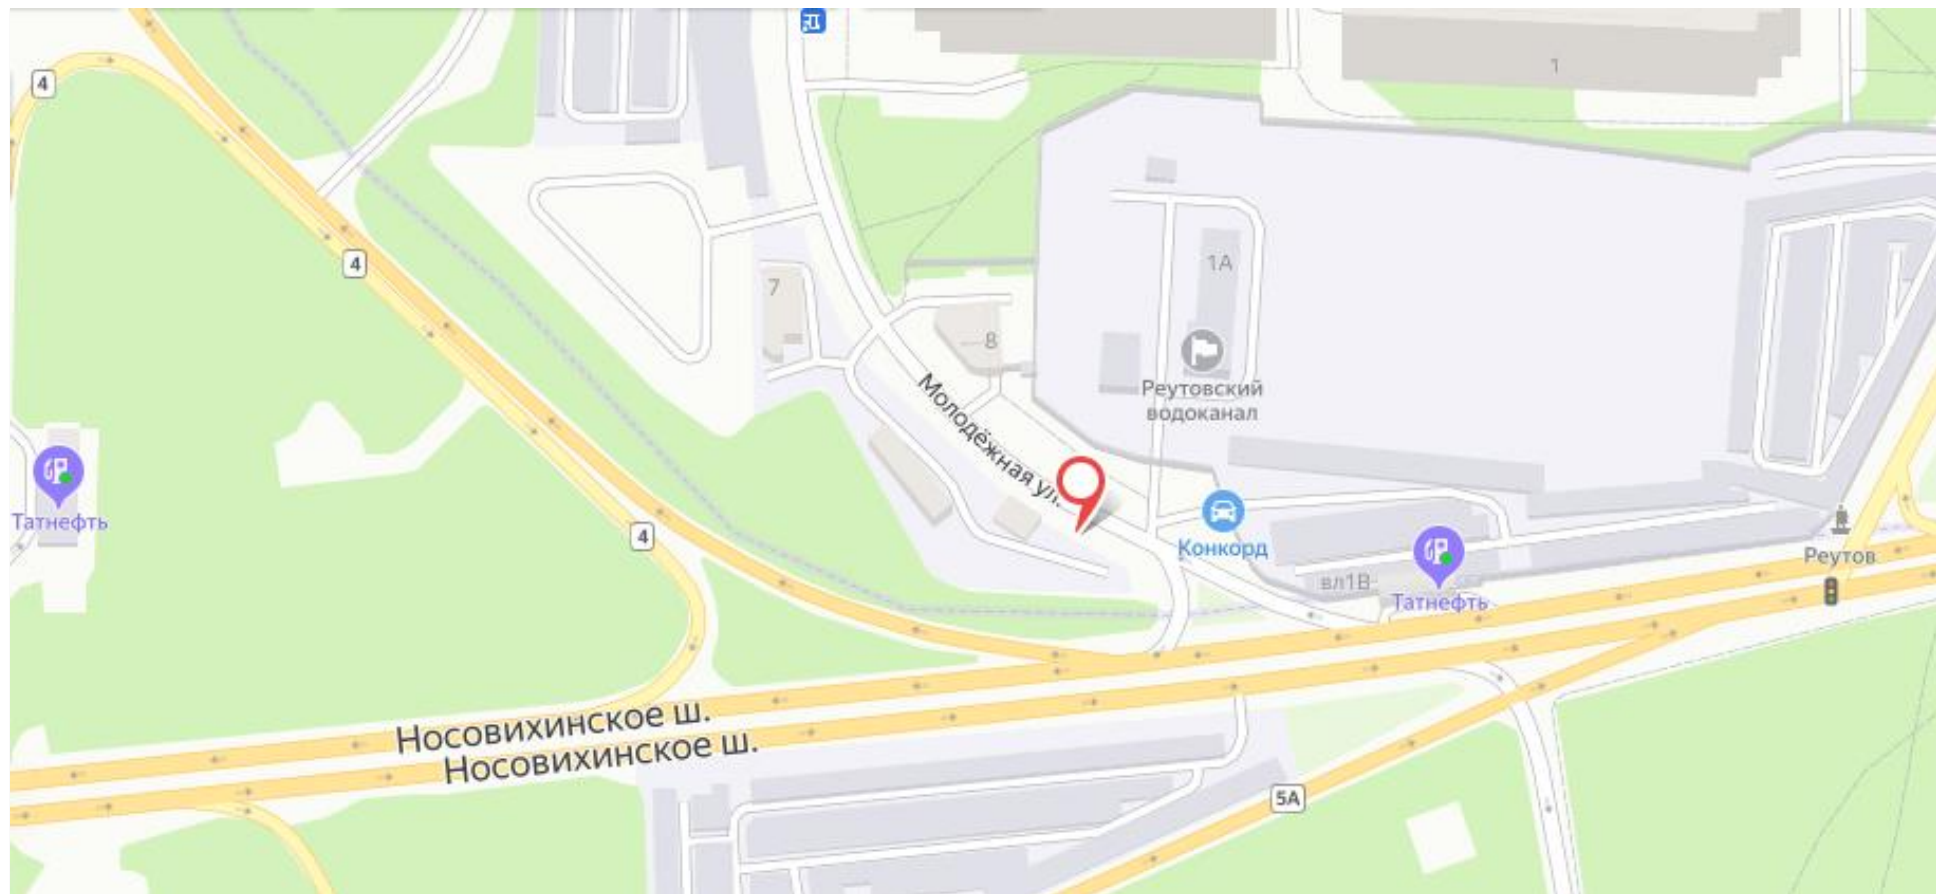 4
1
4
7
1А
8
Реутовский
водоканал
Молодёжная ул.
Татнефть
4
Конкорд
вл1В
Татнефть
Реутов
Носовихинское ш.
Носовихинское ш.
5А